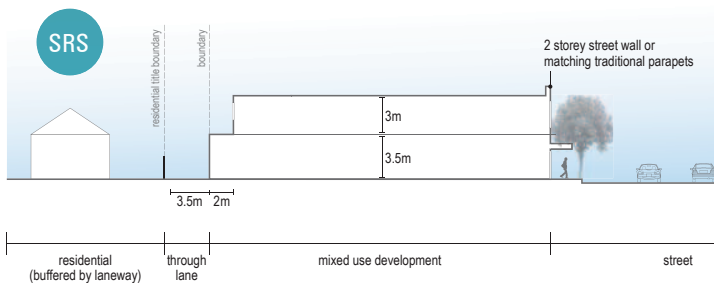 SRS
residential title boundary
boundary
2 storey street wall or
matching traditional parapets
3m
3.5m
3.5m
2m
residential
(buffered by laneway)
through
lane
mixed use development
street